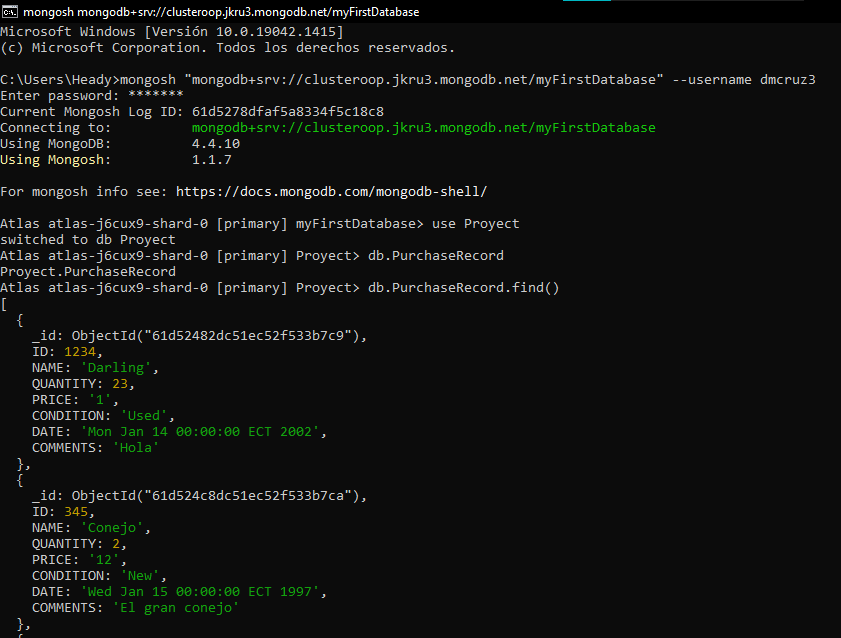 mongosh mongodb+srv://clusteroop.jkru3.mongodb.net/myFirstDatabase
Microsoft Windows [Versión 10.0.19042.1415]
(c) Microsoft Corporation. Todos los derechos reservados.
C:\Users\Heady>mongosh "mongodb+srv://clusteroop.jkru3.mongodb.net/myFirstDatabase" --username dmcruz3
Enter password: *******
Current Mongosh Log ID: 61d5278dfaf5a8334f5c18c8
Connecting to:          mongodb+srv://clusteroop.jkru3.mongodb.net/myFirstDatabase
Using MongoDB:          4.4.10
Using Mongosh:          1.1.7
For mongosh info see: https://docs.mongodb.com/mongodb-shell/
Atlas atlas-j6cux9-shard-0 [primary] myFirstDatabase> use Proyect
switched to db Proyect
Atlas atlas-j6cux9-shard-0 [primary] Proyect> db.PurchaseRecord
Proyect.PurchaseRecord
Atlas atlas-j6cux9-shard-0 [primary] Proyect> db.PurchaseRecord.find()
[
  {
    _id: ObjectId("61d52482dc51ec52f533b7c9"),
    ID: 1234,
    NAME: 'Darling',
    QUANTITY: 23,
    PRICE: '1',
    CONDITION: 'Used',
    DATE: 'Mon Jan 14 00:00:00 ECT 2002',
    COMMENTS: 'Hola'
  },
  {
    _id: ObjectId("61d524c8dc51ec52f533b7ca"),
    ID: 345,
    NAME: 'Conejo',
    QUANTITY: 2,
    PRICE: '12',
    CONDITION: 'New',
    DATE: 'Wed Jan 15 00:00:00 ECT 1997',
    COMMENTS: 'El gran conejo'
  },
  {